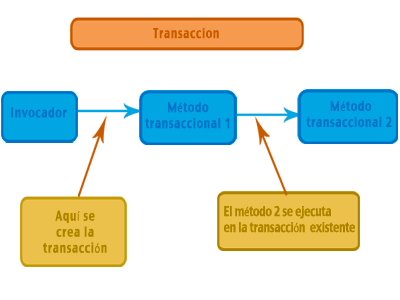 Transaccion
Invocador
Método
transaccional 1
Método
transaccional 2
Aquí se
crea la
transacción
El método 2 se ejecuta
en la transacción existente